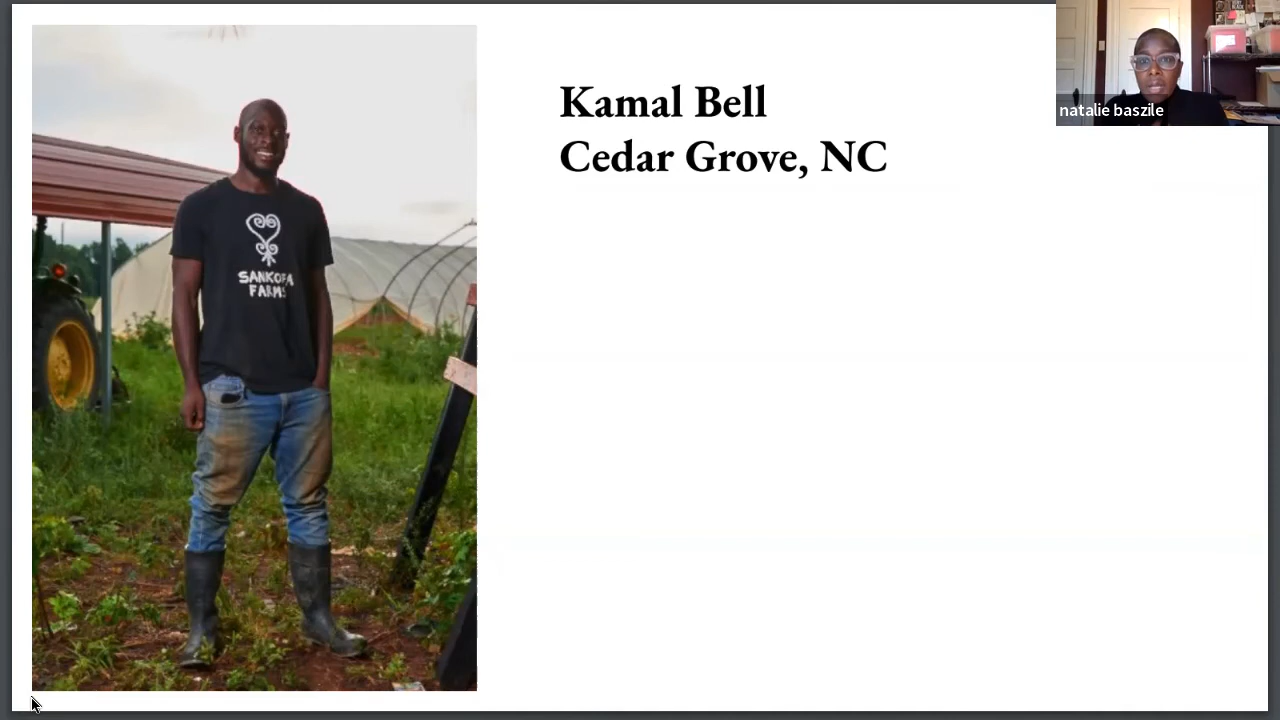 Kamal Bell
Cedar Grove, NC
natalie baszile
SANKOFA
FARMS